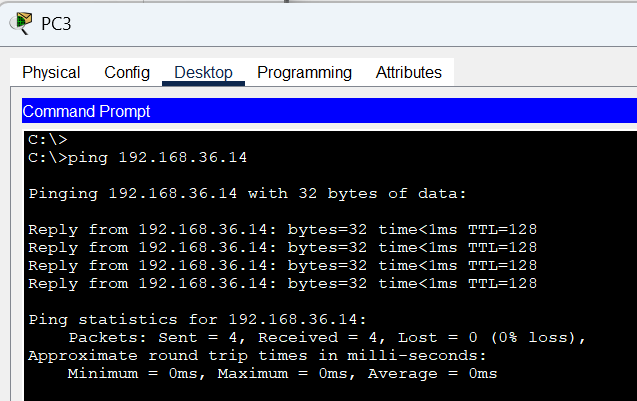 PC3
Physical Config Desktop Programming Attributes
Command Prompt
C:\>
C:\>ping 192.168.36.14
Pinging 192.168.36.14 with 32 bytes of data:
Reply from 192.168.36.14: bytes=32 time<1ms TTL=128
Reply from 192.168.36.14: bytes=32 time<1ms TTL=128
Reply from 192.168.36.14: bytes=32 time<1ms TTL=128
Reply from 192.168.36.14: bytes=32 time<1ms TTL=128
Ping statistics for 192.168.36.14:
Packets: Sent = 4, Received = 4, Lost = 0 (0% loss),
Approximate round trip times in milli-seconds:
Minimum = 0ms, Maximum = 0ms, Average = 0ms